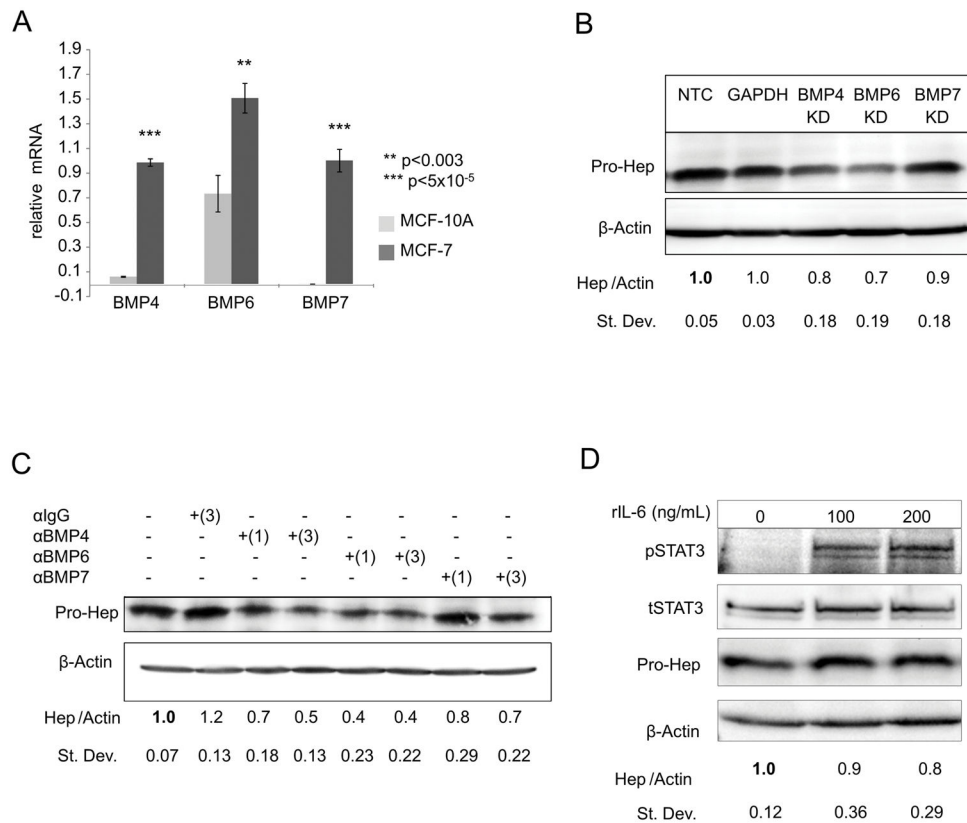 A
1.9
1.7
1.5
1.3
1.1
0.9
0.7
0.5
0.3
0.1
-0.1
relative mRNA
***
**
***
BMP4 BMP6 BMP7
** p<0.003
*** p<5x10-5
MCF-10A
MCF-7
B
NTC GAPDH BMP4 KD BMP6 KD BMP7 KD
Pro-Hep
β-Actin
Hep /Actin 1.0 1.0 0.8 0.7 0.9
St. Dev. 0.05 0.03 0.18 0.19 0.18
C
αIgG - +(3) - - - - - -
αBMP4 - - +(1) +(3) - - - -
αBMP6 - - - - +(1) +(3) - -
αBMP7 - - - - - - +(1) +(3)
Pro-Hep
β-Actin
Hep /Actin 1.0 1.2 0.7 0.5 0.4 0.4 0.8 0.7
St. Dev. 0.07 0.13 0.18 0.13 0.23 0.22 0.29 0.22
D
rIL-6 (ng/mL) 0 100 200
pSTAT3
tSTAT3
Pro-Hep
β-Actin
Hep /Actin 1.0 0.9 0.8
St. Dev. 0.12 0.36 0.29